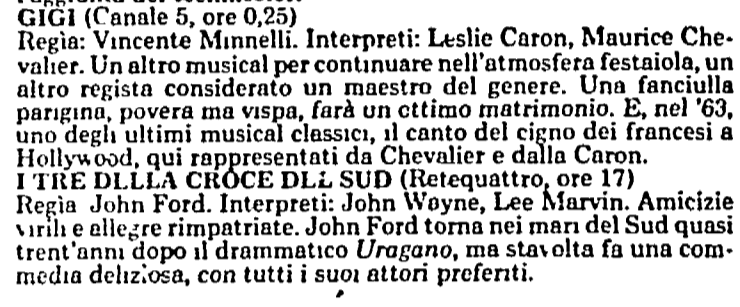 GIGI (Canale 5, ore 0,25)
Regia: Vincente Minnelli. Interpreti: Leslie Caron, Maurice Che-
valier. Un altro musical per continuare nell'atmosfera festaiola, un
altro regista considerato un maestro del genere. Una fanciulla
parigina, povera ma vispa, farà un ottimo matrimonio. E, nel '63,
uno degli ultimi musical classici, il canto del cigno dei francesi a
Hollywood, qui rappresentati da Chevalier e dalla Caron.
I TRE DELLA CROCE DEL SUD (Retequattro, ore 17)
Regia John Ford. Interpreti: John Wayne, Lee Marvin. Amicizie
virili e allegre rimpatriate. John Ford torna nei mari del Sud quasi
trent'anni dopo il drammatico Uragano, ma stavolta fa una com-
media deliziosa, con tutti i suoi attori preferiti.